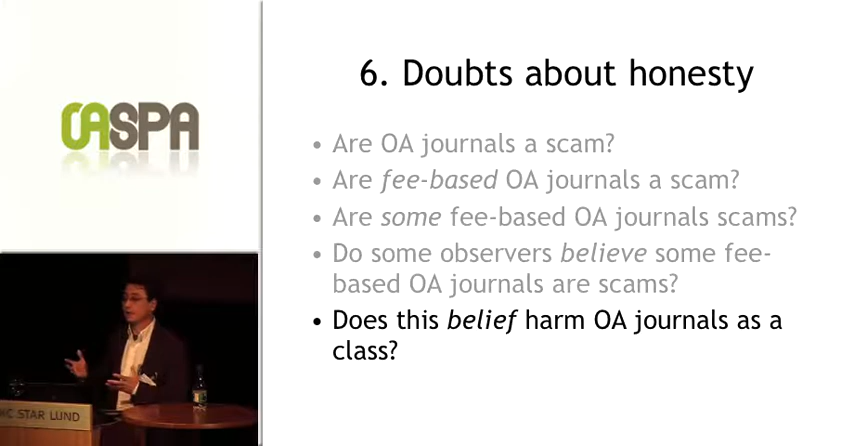 OASPA
6. Doubts about honesty
• Are OA journals a scam?
• Are fee-based OA journals a scam?
• Are some fee-based OA journals scams?
• Do some observers believe some fee-
based OA journals are scams?
• Does this belief harm OA journals as a
class?
STAR LUND